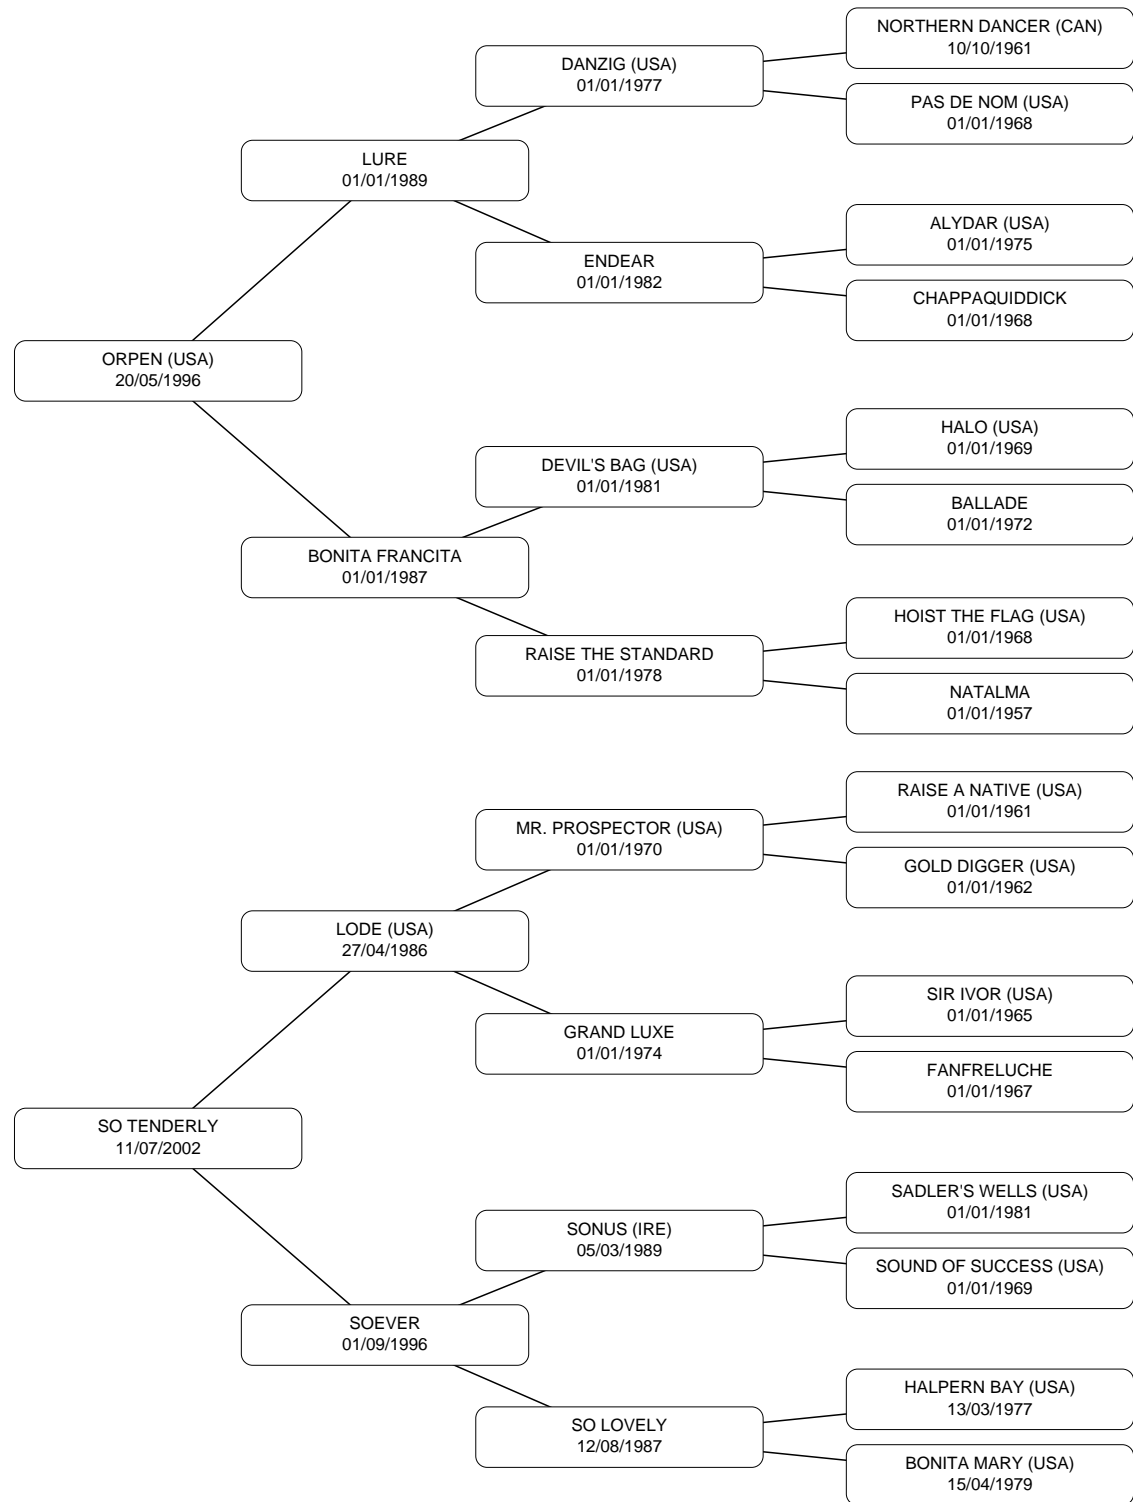 NORTHERN DANCER (CAN)
10/10/1961
DANZIG (USA)
01/01/1977
PAS DE NOM (USA)
01/01/1968
LURE
01/01/1989
ALYDAR (USA)
01/01/1975
ENDEAR
01/01/1982
CHAPPAQUIDDICK
01/01/1968
ORPEN (USA)
20/05/1996
HALO (USA)
01/01/1969
DEVIL'S BAG (USA)
01/01/1981
BALLADE
01/01/1972
BONITA FRANCITA
01/01/1987
HOIST THE FLAG (USA)
01/01/1968
RAISE THE STANDARD
01/01/1978
NATALMA
01/01/1957
RAISE A NATIVE (USA)
01/01/1961
MR. PROSPECTOR (USA)
01/01/1970
GOLD DIGGER (USA)
01/01/1962
LODE (USA)
27/04/1986
SIR IVOR (USA)
01/01/1965
GRAND LUXE
01/01/1974
FANFRELUCHE
01/01/1967
SO TENDERLY
11/07/2002
SADLER'S WELLS (USA)
01/01/1981
SONUS (IRE)
05/03/1989
SOUND OF SUCCESS (USA)
01/01/1969
SOEVER
01/09/1996
HALPERN BAY (USA)
13/03/1977
SO LOVELY
12/08/1987
BONITA MARY (USA)
15/04/1979